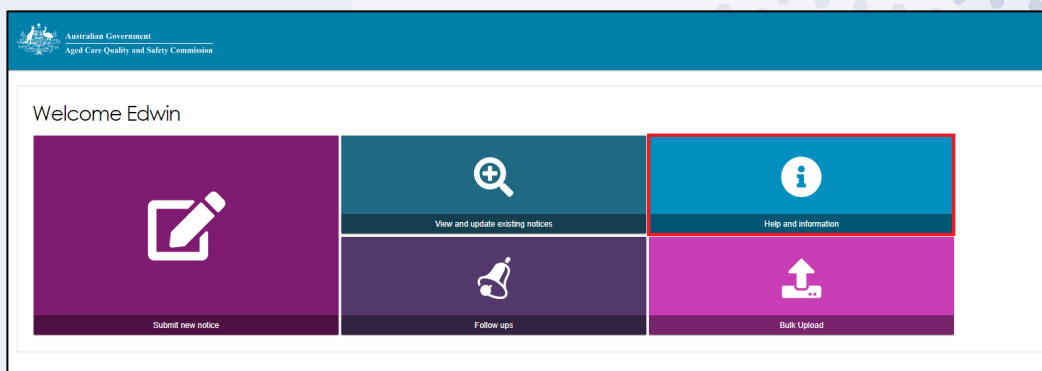 Australian Government
Aged Care Quality and Safety Commission
Welcome Edwin
View and update existing notices
Help and information
Submit new notice
Follow ups
Bulk Upload